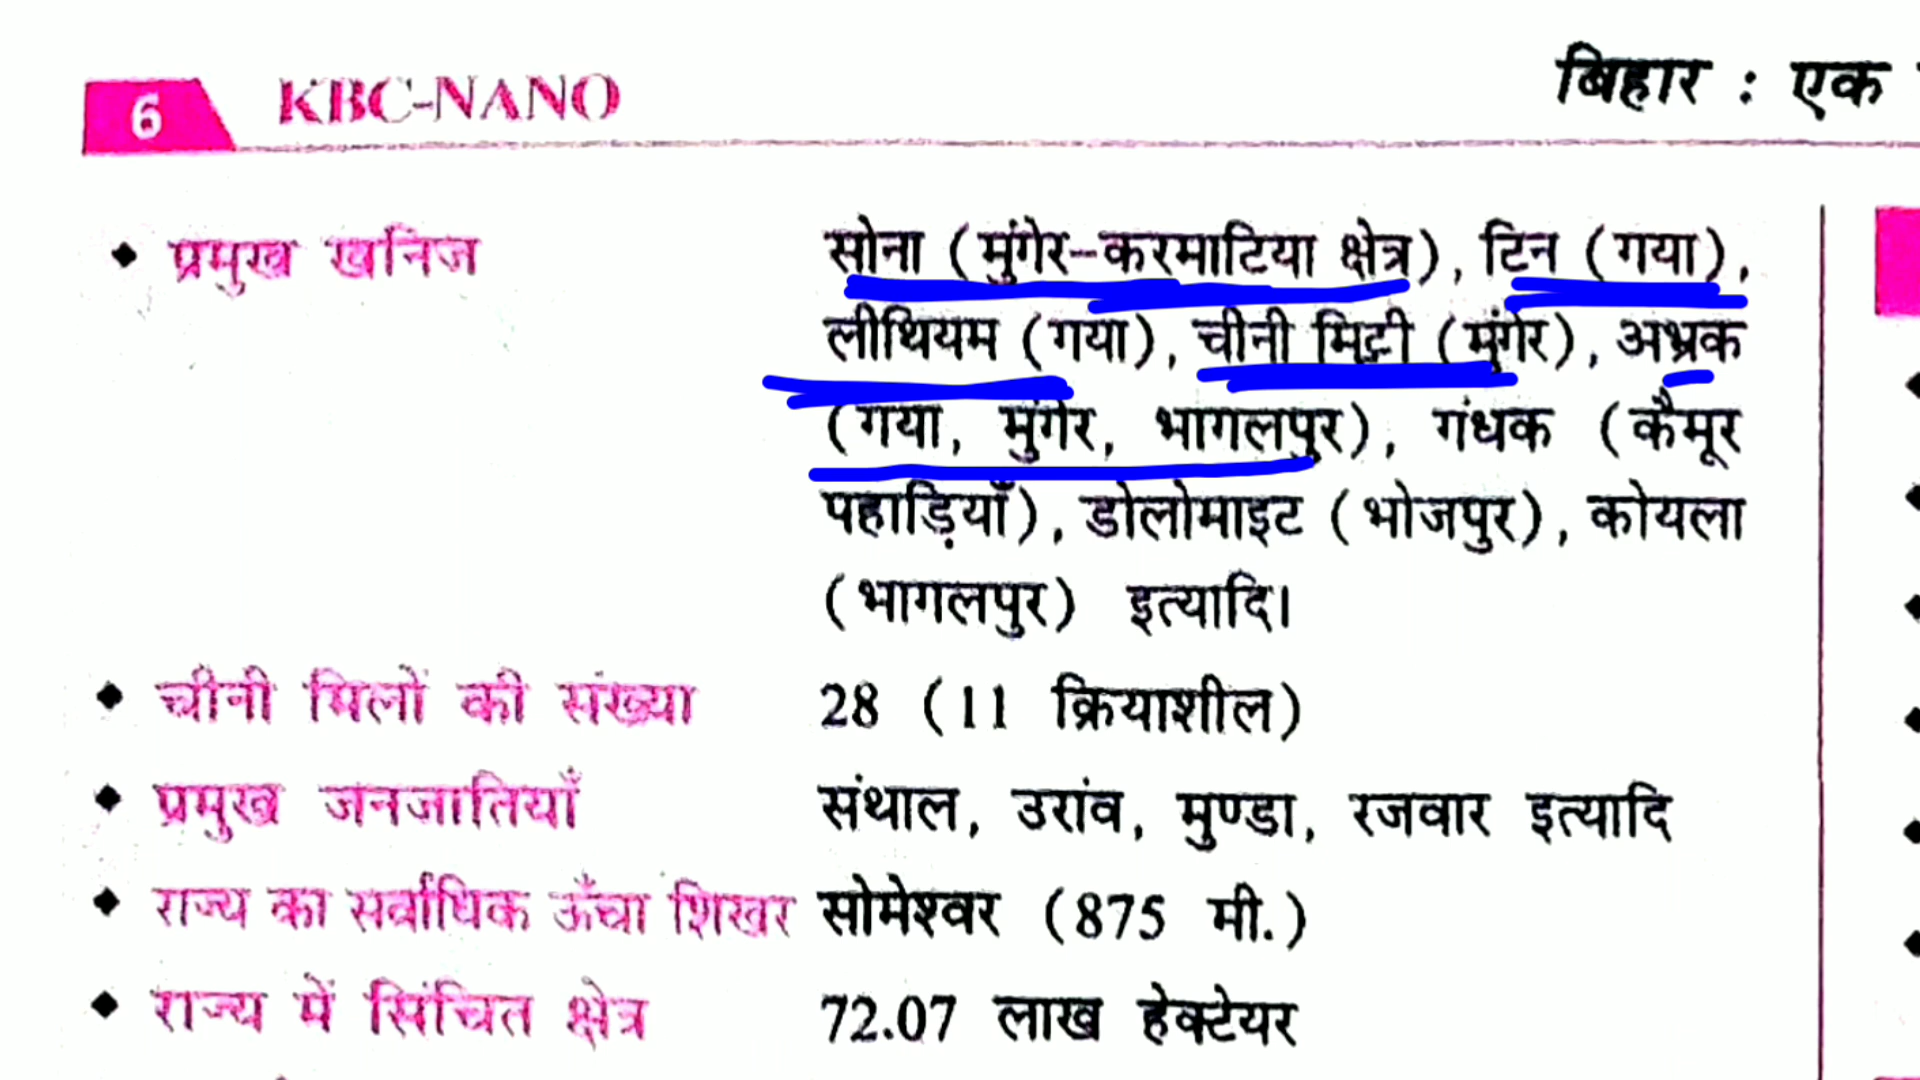 6 KBC-NANO
बिहार : एक
◆ प्रमुख खनिज सोना (मुंगेर-करमाटिया क्षेत्र), टिन (गया),
लीथियम (गया), चीनी मिट्टी (मुंगेर), अभ्रक
(गया, मुंगेर, भागलपुर), गंधक (कैमूर
पहाड़ियाँ), डोलोमाइट (भोजपुर), कोयला
(भागलपुर) इत्यादि।
◆ चीनी मिलों की संख्या 28 (11 क्रियाशील)
◆ प्रमुख जनजातियाँ संथाल, उरांव, मुण्डा, रजवार इत्यादि
◆ राज्य का सर्वाधिक ऊँचा शिखर सोमेश्वर (875 मी.)
◆ राज्य में सिंचित क्षेत्र 72.07 लाख हेक्टेयर